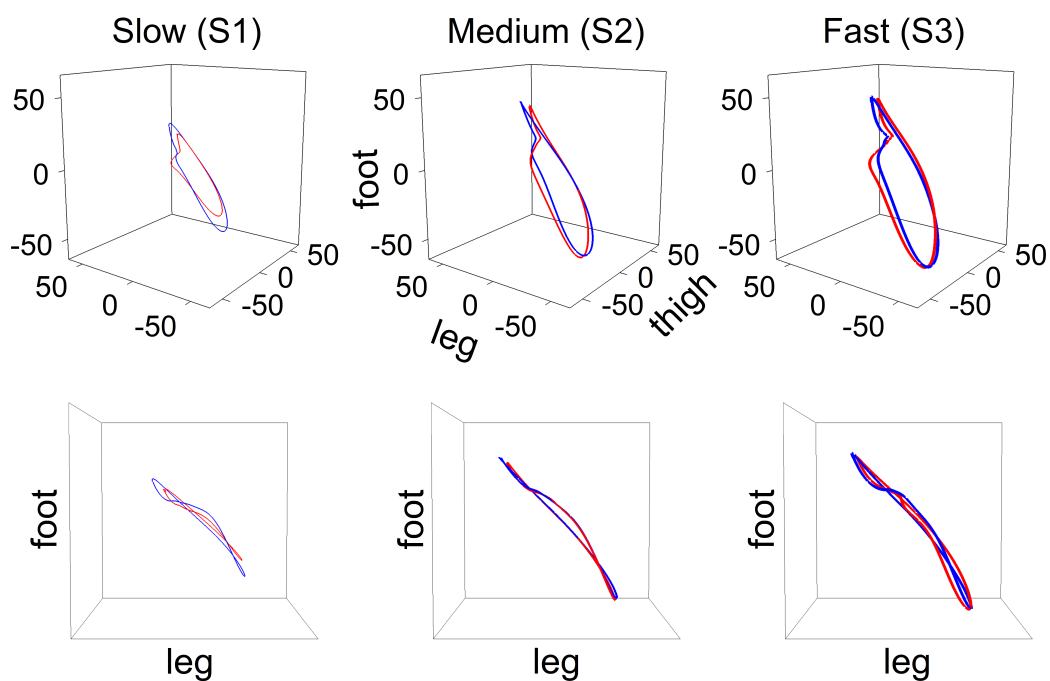 Slow (S1) Medium (S2) Fast (S3)
50 50 50
0 0 0
-50 -50 -50
foot
50 0 -50 -50 0 50
50 0 -50 -50 0 50
50 0 -50 -50 0 50
leg thigh
foot foot foot
leg leg leg